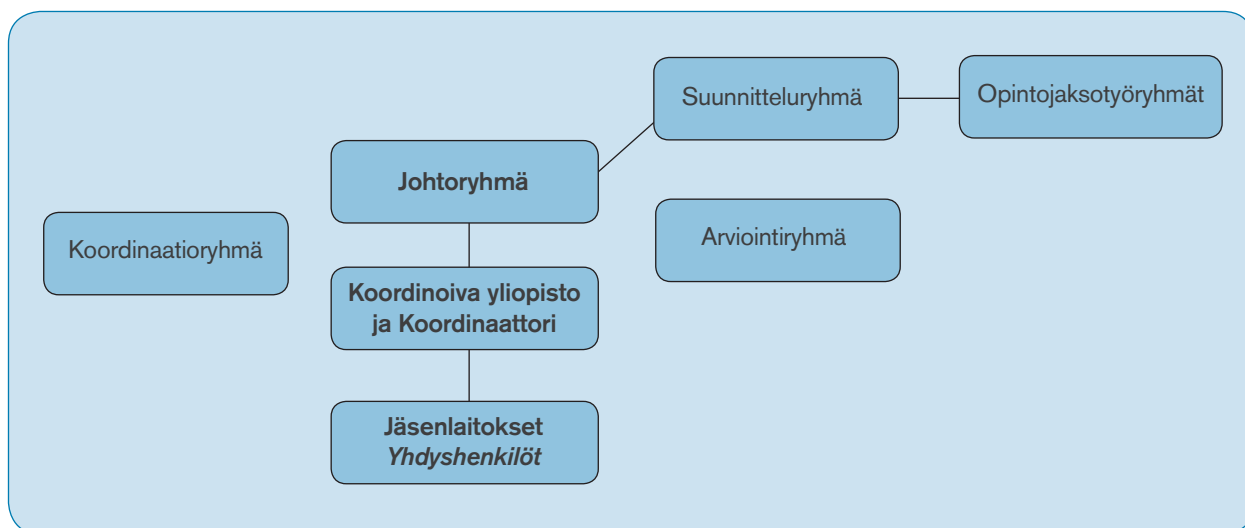 Suunnitteluryhmä
Opintojaksotyöryhmät
Johtoryhmä
Koordinaatioryhmä
Arviointiryhmä
Koordinoiva yliopisto
ja Koordinaattori
Jäsenlaitokset
Yhdyshenkilöt